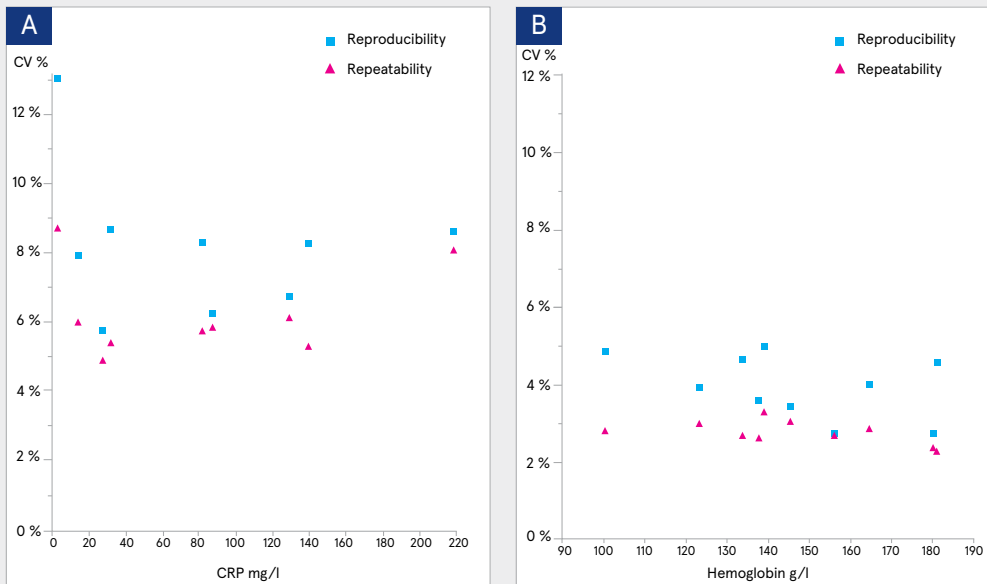 A
Reproducibility
Repeatability
CV %
12 %
10 %
8 %
6 %
4 %
2 %
0 %
0 20 40 60 80 100 120 140 160 180 200 220
CRP mg/l
B
Reproducibility
Repeatability
CV %
12 %
10 %
8 %
6 %
4 %
2 %
0 %
90 100 110 120 130 140 150 160 170 180 190
Hemoglobin g/l